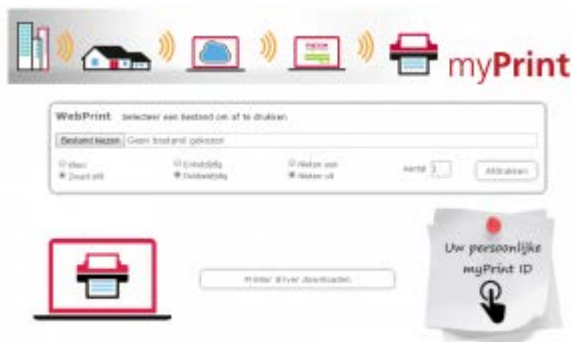 myPrint
WebPrint Selecteer een bestand om af te drukken
Bestand kiezen Geen bestand gekozen
Kleur Enkelzijdig Nieten aan Aantal 1 Afdrukken
Zwart-Wit Dubbelzijdig Nieten uit
Uw persoonlijke
myPrint ID
Printer driver downloaden